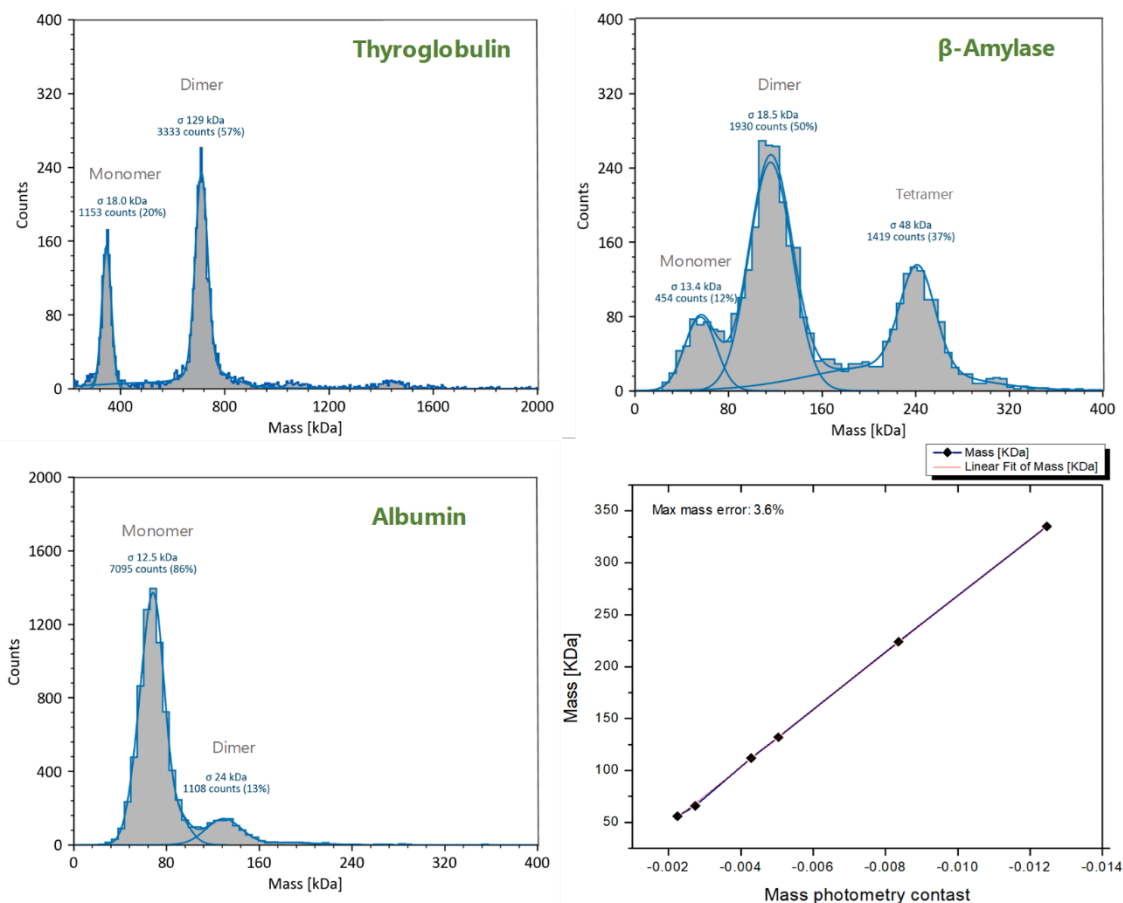 Thyroglobulin
Dimer
σ 129 kDa
3333 counts (57%)
Monomer
σ 18.0 kDa
1153 counts (20%)
Counts
400
320
240
160
80
0
400
800
1200
1600
2000
Mass [kDa]
β-Amylase
Dimer
σ 18.5 kDa
1930 counts (50%)
Tetramer
σ 48 kDa
1419 counts (37%)
Monomer
σ 13.4 kDa
454 counts (12%)
Counts
400
320
240
160
80
0
0
80
160
240
320
400
Mass [kDa]
Albumin
Monomer
σ 12.5 kDa
7095 counts (86%)
Dimer
σ 24 kDa
1108 counts (13%)
Counts
2000
1600
1200
800
400
0
0
80
160
240
320
400
Mass [kDa]
Mass [KDa]
Linear Fit of Mass [KDa]
Max mass error: 3.6%
Mass [KDa]
350
300
250
200
150
100
50
-0.002
-0.004
-0.006
-0.008
-0.010
-0.012
-0.014
Mass photometry contast